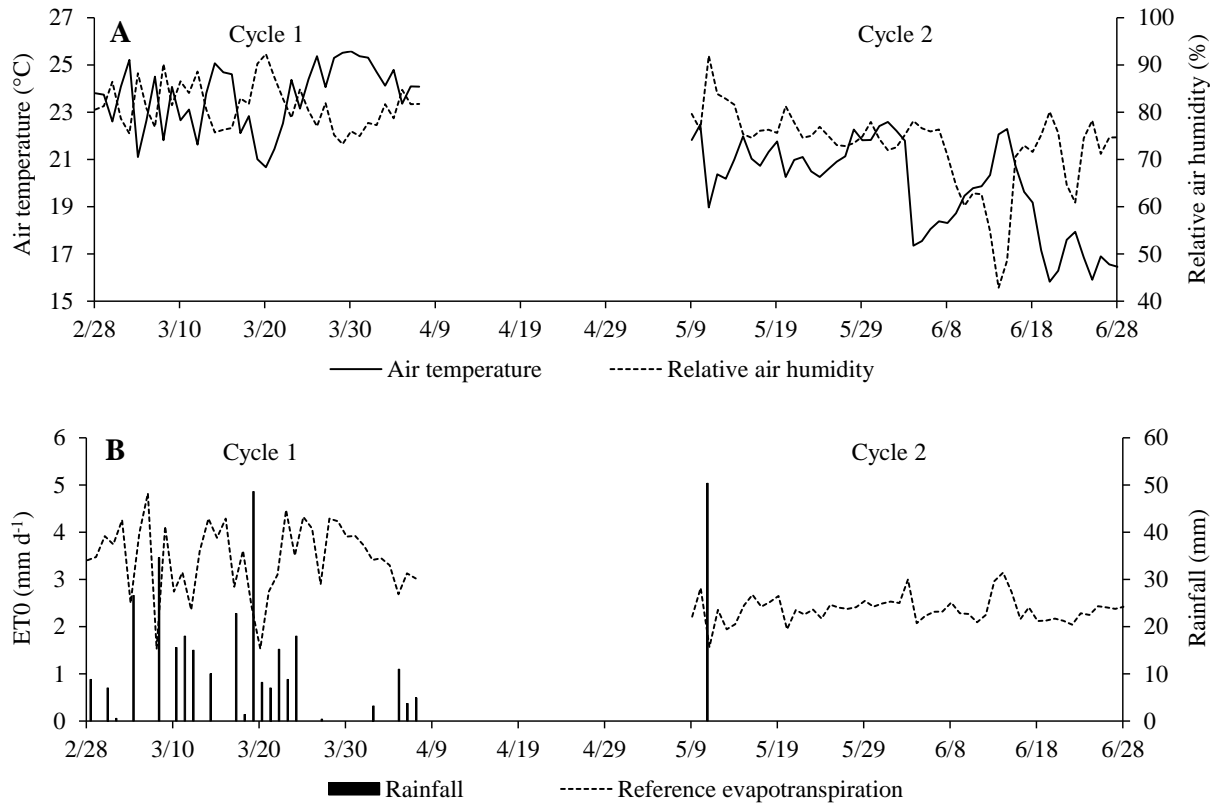 A
Cycle 1
Cycle 2
Air temperature (°C)
27
25
23
21
19
17
15
Relative air humidity (%)
100
90
80
70
60
50
40
2/28 3/10 3/20 3/30 4/9 4/19 4/29 5/9 5/19 5/29 6/8 6/18 6/28
Air temperature Relative air humidity
B
Cycle 1
Cycle 2
ET0 (mm d⁻¹)
6
5
4
3
2
1
0
Rainfall (mm)
60
50
40
30
20
10
0
2/28 3/10 3/20 3/30 4/9 4/19 4/29 5/9 5/19 5/29 6/8 6/18 6/28
Rainfall Reference evapotranspiration